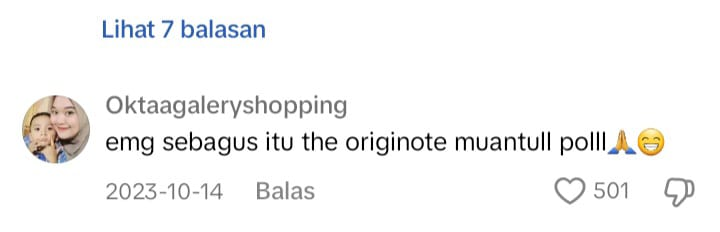 Lihat 7 balasan
Oktaagaleryshopping
emg sebagus itu the originote muantull polll🙏😁
2023-10-14 Balas 501